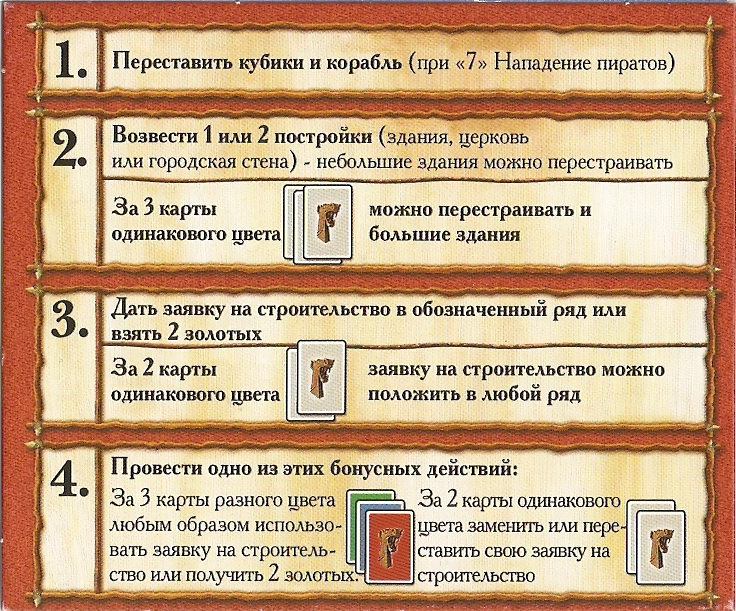 1. Переставить кубики и корабль (при «7» Нападение пиратов)
2. Возвести 1 или 2 постройки (здания, церковь
или городская стена) - небольшие здания можно перестраивать
За 3 карты
одинакового цвета
можно перестраивать и
большие здания
3. Дать заявку на строительство в обозначенный ряд или
взять 2 золотых
За 2 карты
одинакового цвета
заявку на строительство можно
положить в любой ряд
4. Провести одно из этих бонусных действий:
За 3 карты разного цвета
любым образом использо-
вать заявку на строитель-
ство или получить 2 золотых.
За 2 карты одинакового
цвета заменить или пере-
ставить свою заявку на
строительство